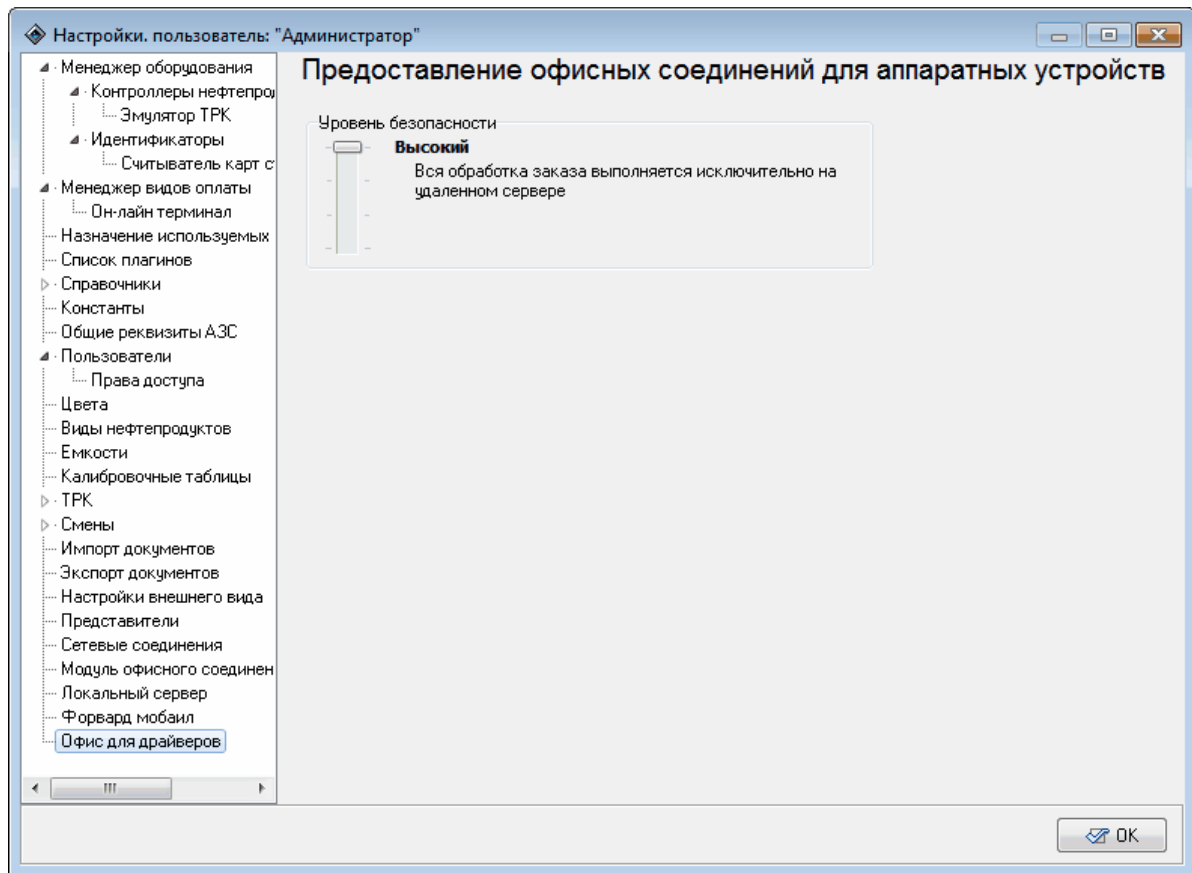 Настройки. пользователь: "Администратор"
Менеджер оборудования
Контроллеры нефтепро
Эмулятор ТРК
Идентификаторы
Считыватель карт с
Менеджер видов оплаты
Он-лайн терминал
Назначение используемых
Список плагинов
Справочники
Константы
Общие реквизиты АЗС
Пользователи
Права доступа
Цвета
Виды нефтепродуктов
Емкости
Калибровочные таблицы
ТРК
Смены
Импорт документов
Экспорт документов
Настройки внешнего вида
Представители
Сетевые соединения
Модуль офисного соединен
Локальный сервер
Форвард мобаил
Офис для драйверов
Предоставление офисных соединений для аппаратных устройств
Уровень безопасности
Высокий
Вся обработка заказа выполняется исключительно на
удаленном сервере
OK